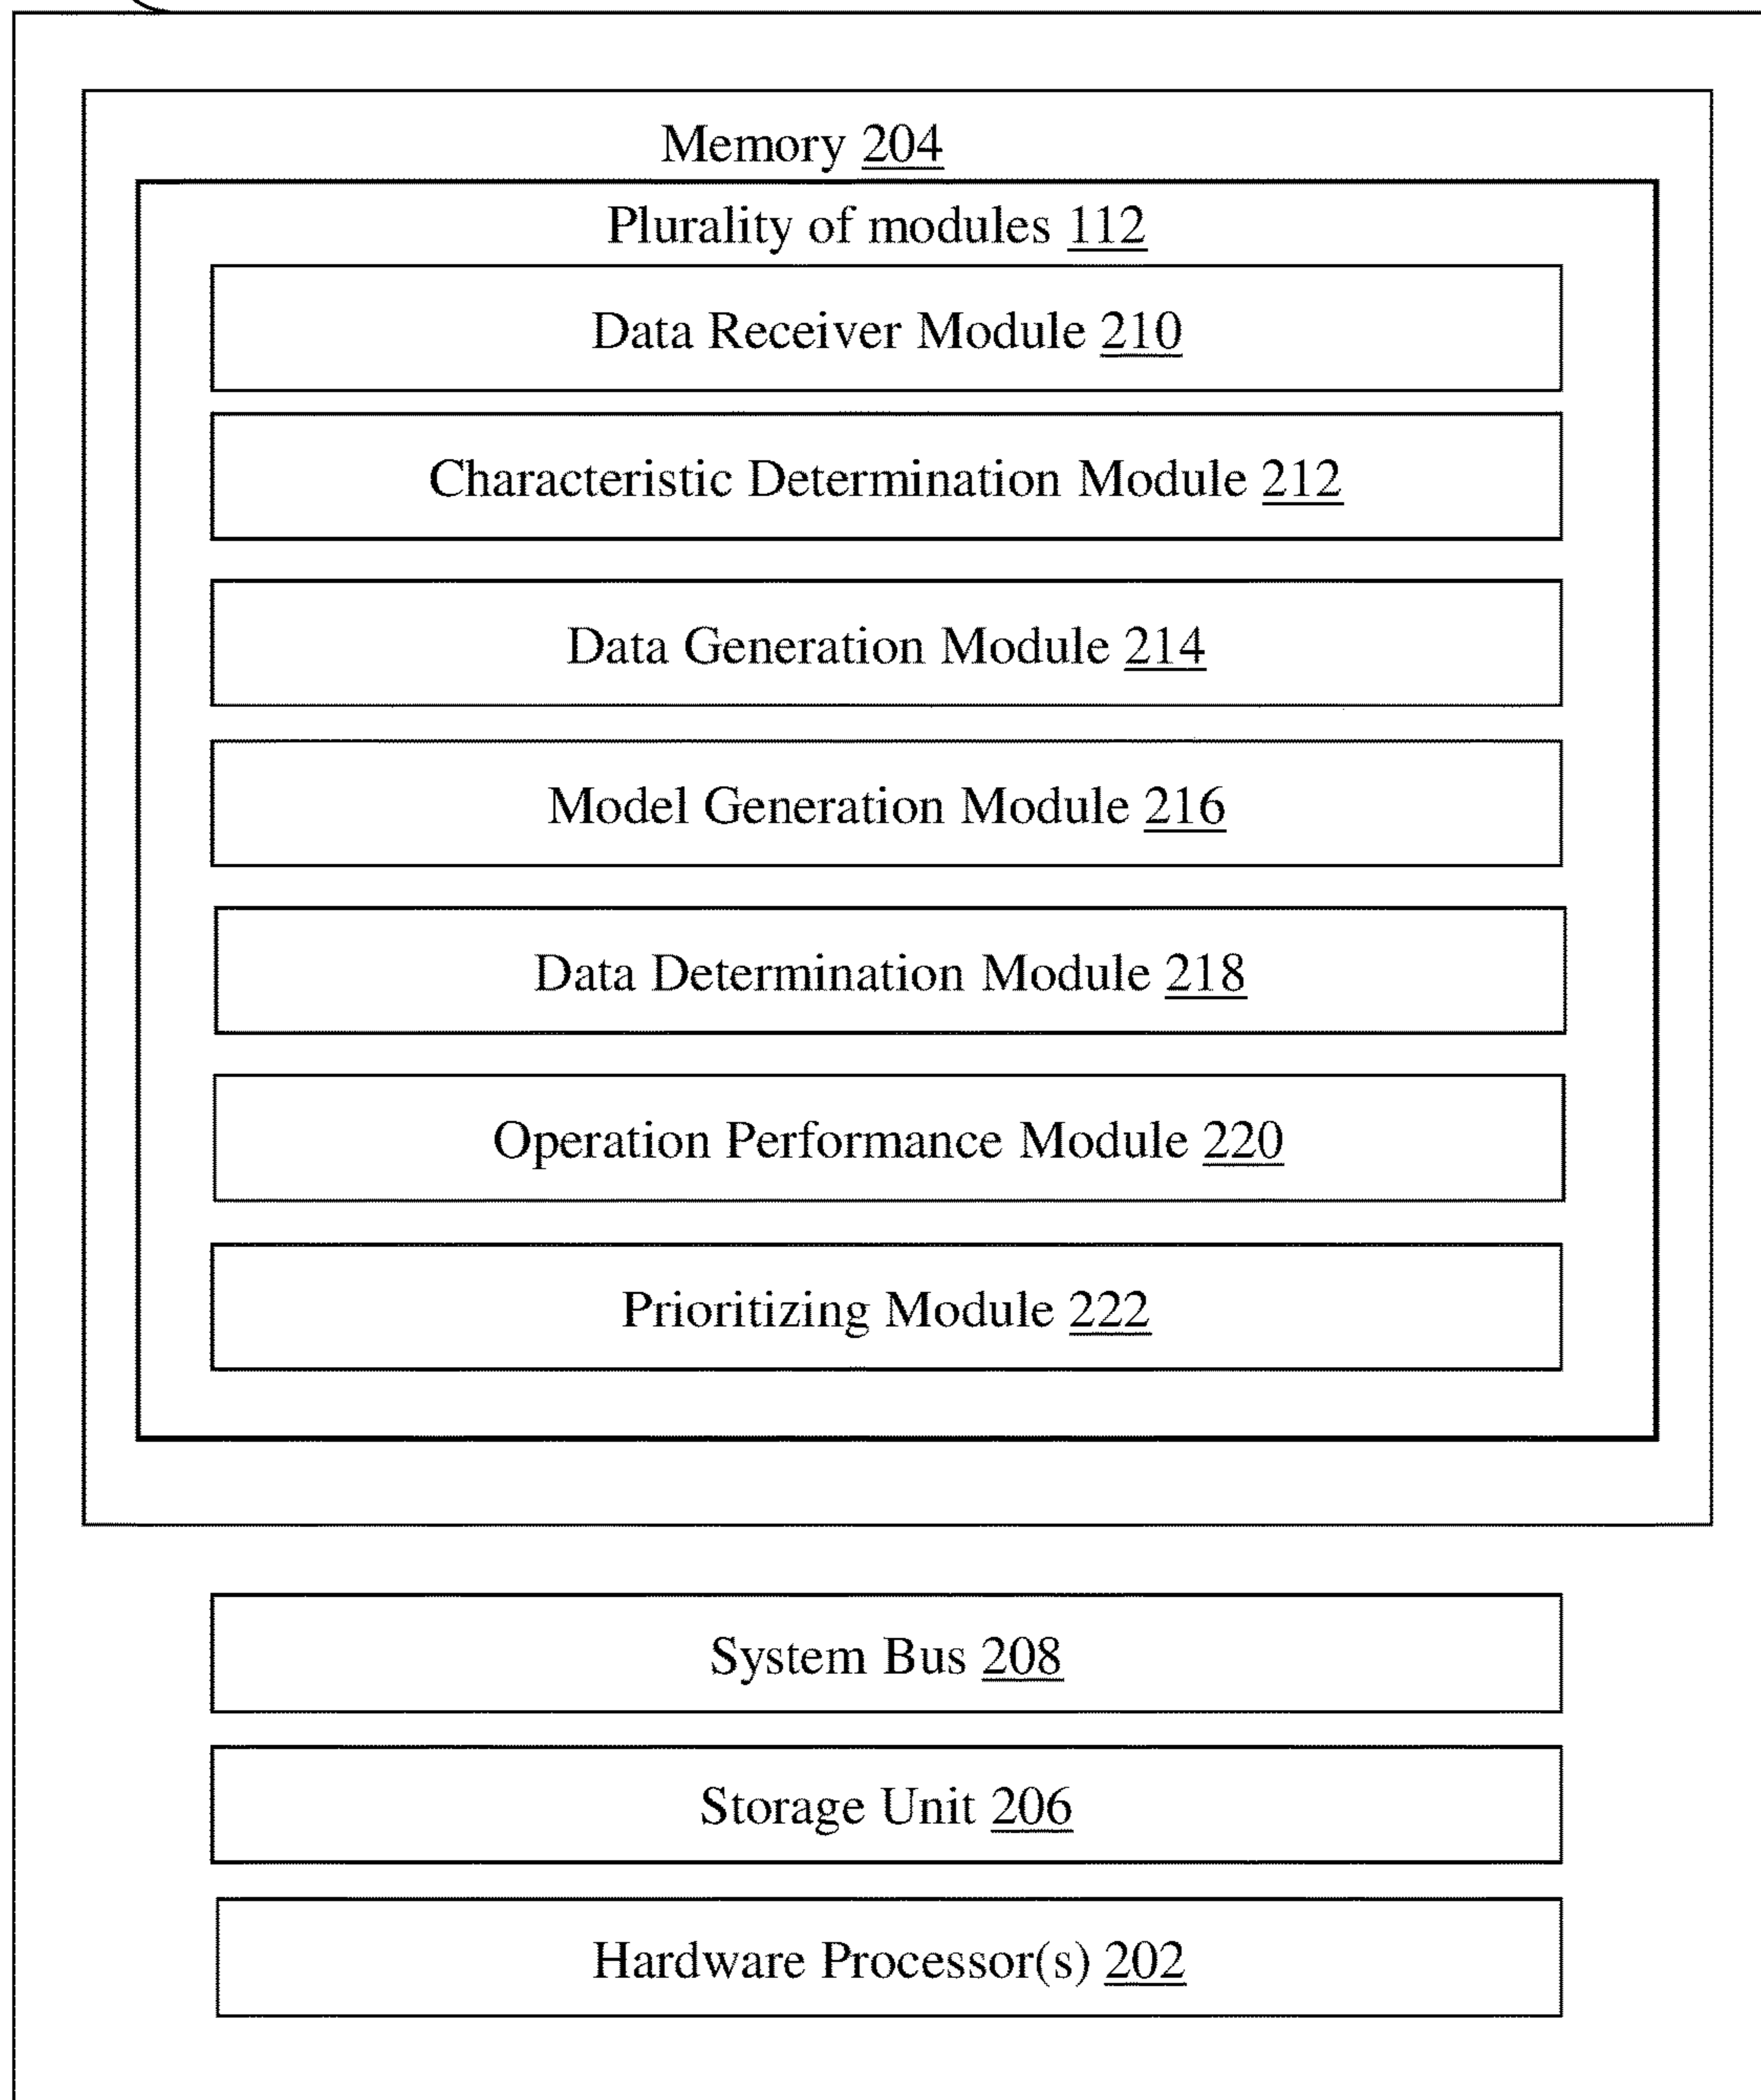 Memory 204
Plurality of modules 112
Data Receiver Module 210
Characteristic Determination Module 212
Data Generation Module 214
Model Generation Module 216
Data Determination Module 218
Operation Performance Module 220
Prioritizing Module 222
System Bus 208
Storage Unit 206
Hardware Processor(s) 202